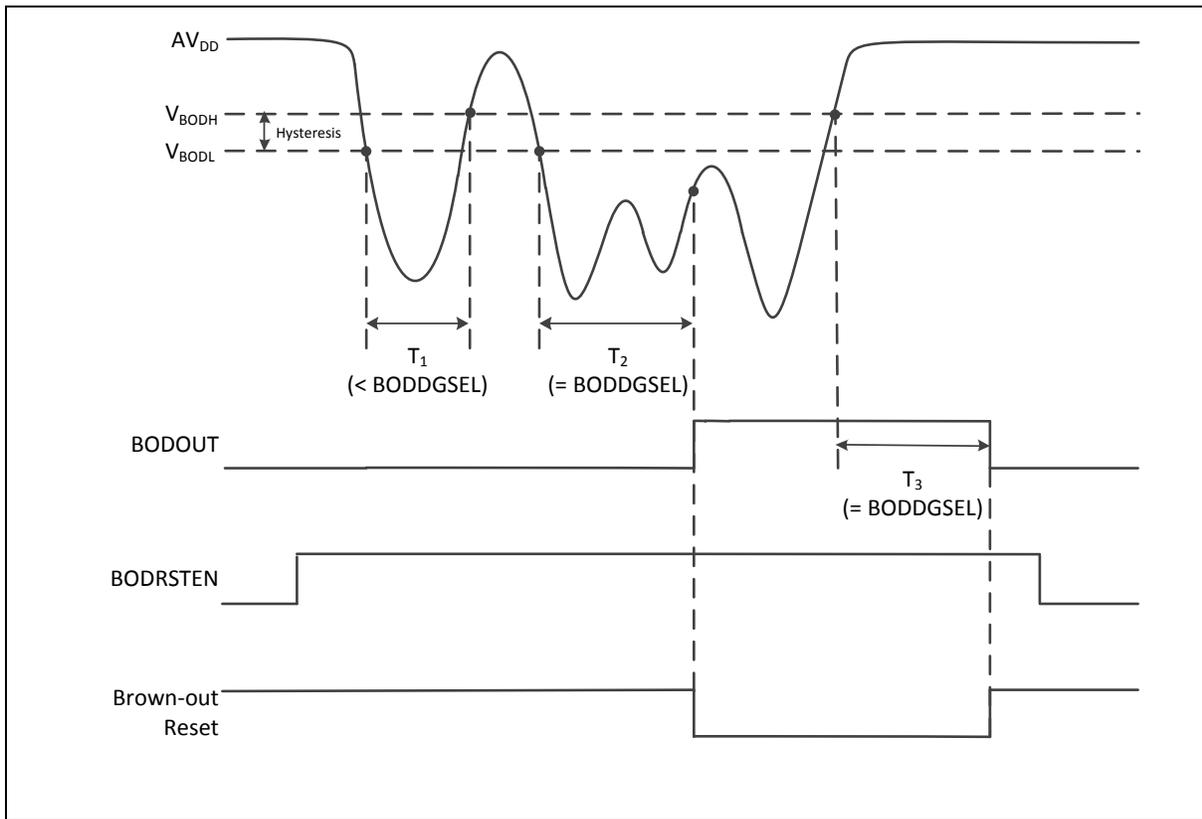 AVDD
VBODH
Hysteresis
VBODL
T1
(< BODDGSEL)
T2
(= BODDGSEL)
BODOUT
T3
(= BODDGSEL)
BODRSTEN
Brown-out
Reset